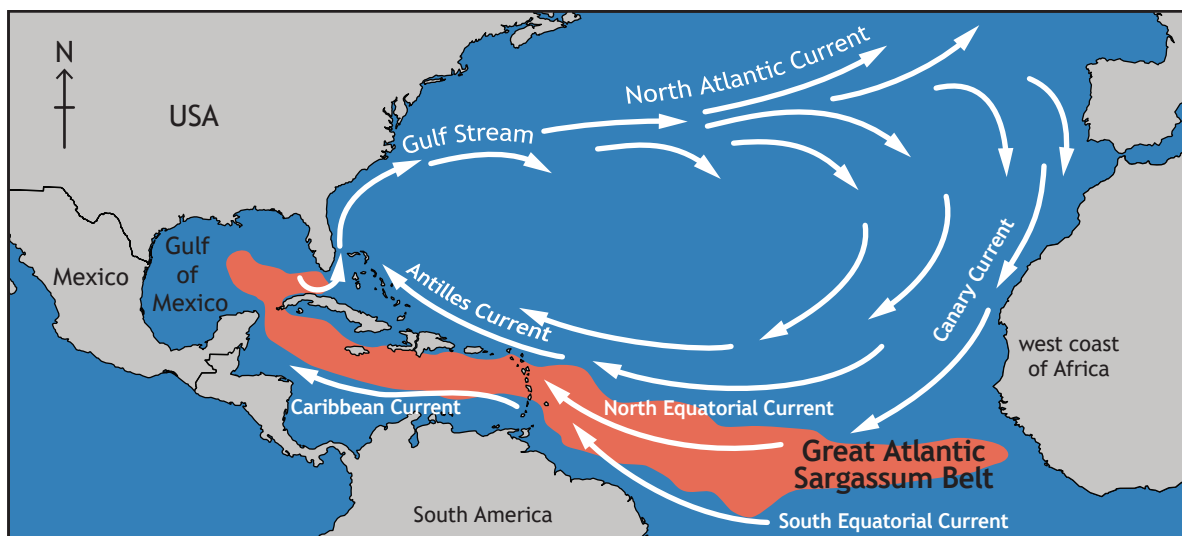 N
USA
North Atlantic Current
Gulf Stream
Gulf
of
Mexico
Mexico
Antilles Current
Canary Current
west coast
of Africa
Caribbean Current
North Equatorial Current
Great Atlantic
Sargassum Belt
South America
South Equatorial Current